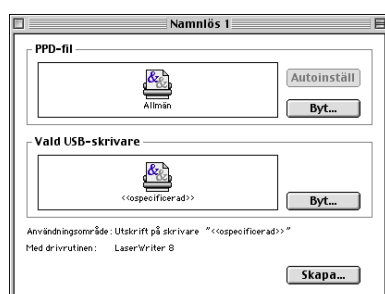 Namnlös 1
PPD-fil
Allmän
Autoinställ
Byt...
Vald USB-skrivare
<<ospecificerad>>
Byt...
Användningsområde: Utskrift på skrivare "<<ospecificerad>>"
Med drivrutinen: LaserWriter 8
Skapa...